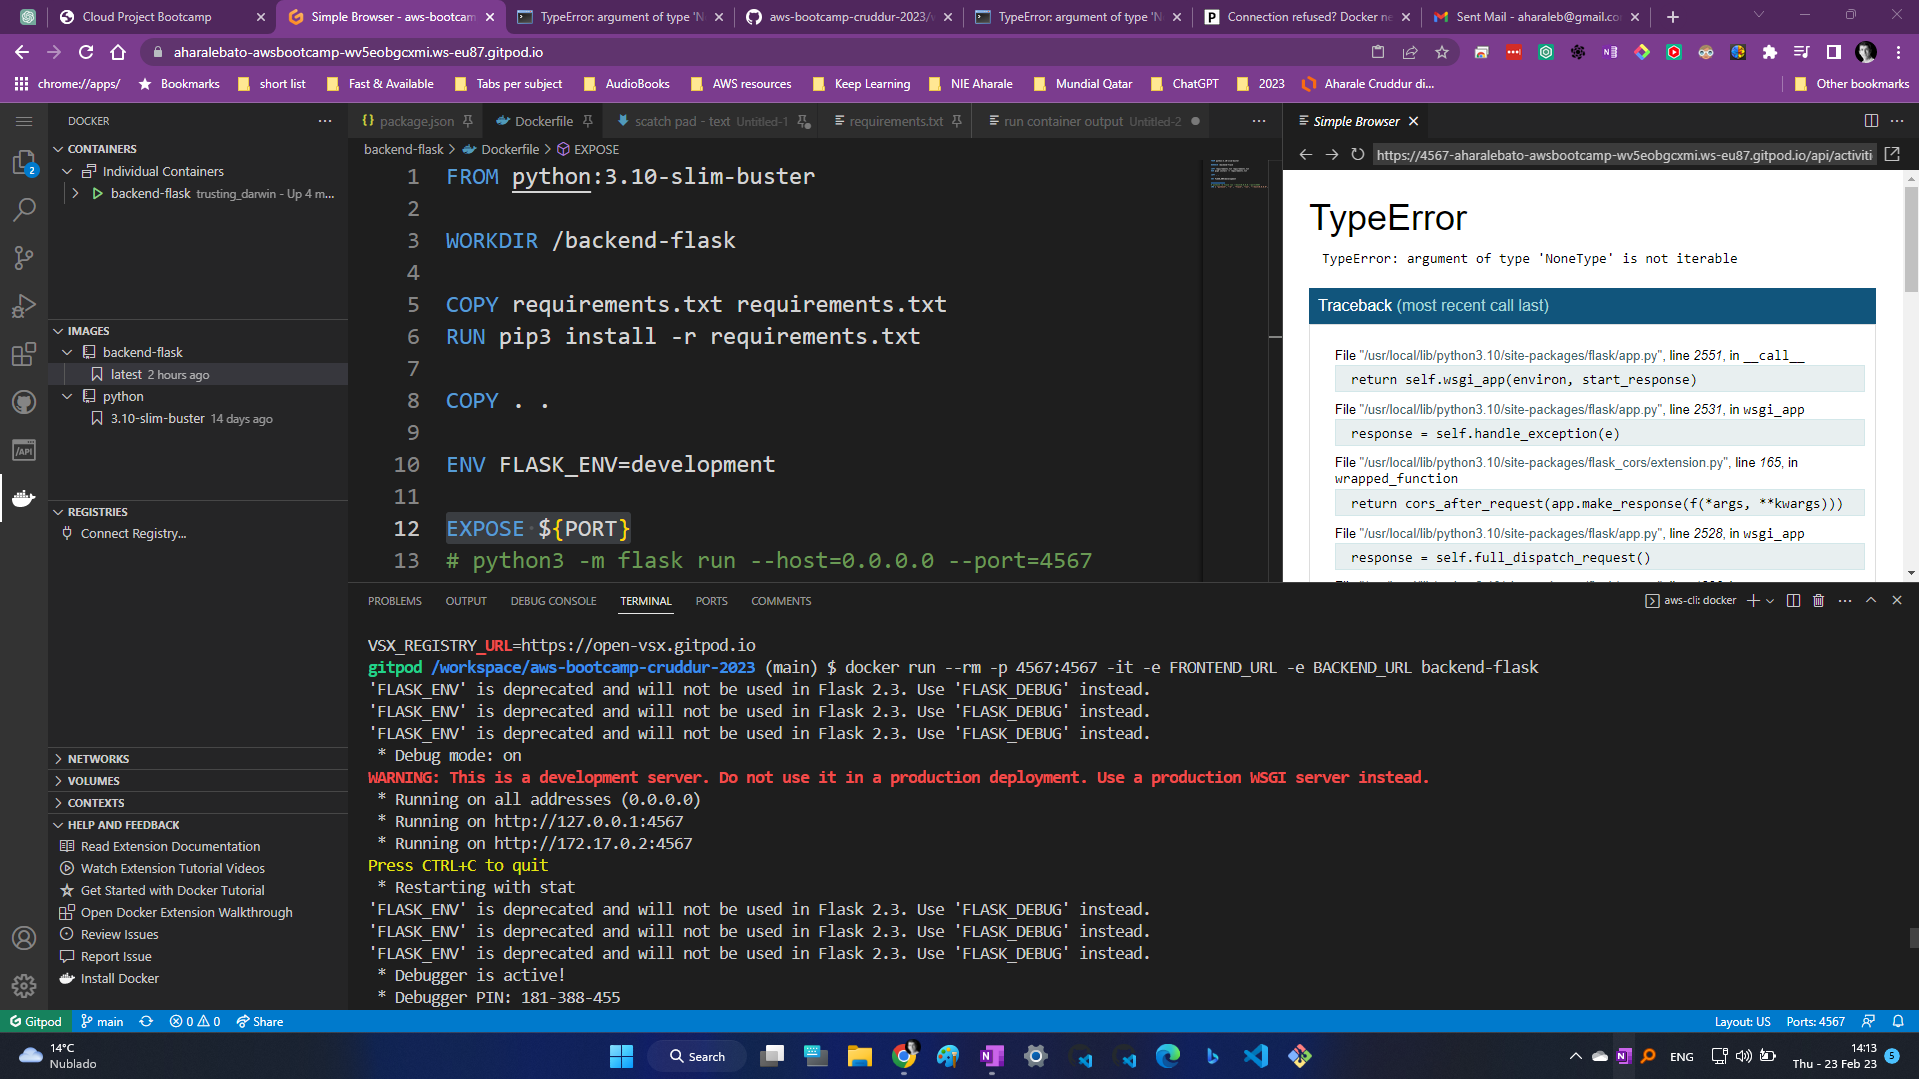 Cloud Project Bootcamp
Simple Browser - aws-bootcam
TypeError: argument of type 'N
aws-bootcamp-cruddur-2023/
TypeError: argument of type 'N
Connection refused? Docker ne
Sent Mail - aharaleb@gmail.co
aharalebato-awsbootcamp-wv5eobgcxmi.ws-eu87.gitpod.io
chrome://apps/
Bookmarks
short list
Fast & Available
Tabs per subject
AudioBooks
AWS resources
Keep Learning
NIE Aharale
Mundial Qatar
ChatGPT
2023
Aharale Cruddur di...
Other bookmarks
DOCKER
CONTAINERS
Individual Containers
backend-flask trusting_darwin - Up 4 m...
IMAGES
backend-flask
latest 2 hours ago
python
3.10-slim-buster 14 days ago
REGISTRIES
Connect Registry...
NETWORKS
VOLUMES
CONTEXTS
HELP AND FEEDBACK
Read Extension Documentation
Watch Extension Tutorial Videos
Get Started with Docker Tutorial
Open Docker Extension Walkthrough
Review Issues
Report Issue
Install Docker
package.json
Dockerfile
scatch pad - text Untitled-1
requirements.txt
run container output Untitled-2
backend-flask > Dockerfile > EXPOSE
1 FROM python:3.10-slim-buster
2
3 WORKDIR /backend-flask
4
5 COPY requirements.txt requirements.txt
6 RUN pip3 install -r requirements.txt
7
8 COPY . .
9
10 ENV FLASK_ENV=development
11
12 EXPOSE ${PORT}
13 # python3 -m flask run --host=0.0.0.0 --port=4567
Simple Browser
https://4567-aharalebato-awsbootcamp-wv5eobgcxmi.ws-eu87.gitpod.io/api/activiti
TypeError
TypeError: argument of type 'NoneType' is not iterable
Traceback (most recent call last)
File "/usr/local/lib/python3.10/site-packages/flask/app.py", line 2551, in __call__
return self.wsgi_app(environ, start_response)
File "/usr/local/lib/python3.10/site-packages/flask/app.py", line 2531, in wsgi_app
response = self.handle_exception(e)
File "/usr/local/lib/python3.10/site-packages/flask_cors/extension.py", line 165, in
wrapped_function
return cors_after_request(app.make_response(f(*args, **kwargs)))
File "/usr/local/lib/python3.10/site-packages/flask/app.py", line 2528, in wsgi_app
response = self.full_dispatch_request()
PROBLEMS
OUTPUT
DEBUG CONSOLE
TERMINAL
PORTS
COMMENTS
aws-cli: docker
VSX_REGISTRY_URL=https://open-vsx.gitpod.io
gitpod /workspace/aws-bootcamp-cruddur-2023 (main) $ docker run --rm -p 4567:4567 -it -e FRONTEND_URL -e BACKEND_URL backend-flask
'FLASK_ENV' is deprecated and will not be used in Flask 2.3. Use 'FLASK_DEBUG' instead.
'FLASK_ENV' is deprecated and will not be used in Flask 2.3. Use 'FLASK_DEBUG' instead.
'FLASK_ENV' is deprecated and will not be used in Flask 2.3. Use 'FLASK_DEBUG' instead.
* Debug mode: on
WARNING: This is a development server. Do not use it in a production deployment. Use a production WSGI server instead.
* Running on all addresses (0.0.0.0)
* Running on http://127.0.0.1:4567
* Running on http://172.17.0.2:4567
Press CTRL+C to quit
* Restarting with stat
'FLASK_ENV' is deprecated and will not be used in Flask 2.3. Use 'FLASK_DEBUG' instead.
'FLASK_ENV' is deprecated and will not be used in Flask 2.3. Use 'FLASK_DEBUG' instead.
'FLASK_ENV' is deprecated and will not be used in Flask 2.3. Use 'FLASK_DEBUG' instead.
* Debugger is active!
* Debugger PIN: 181-388-455
Gitpod
main
0 0
Share
Layout: US
Ports: 4567
14°C
Nublado
Search
ENG
14:13
Thu - 23 Feb 23
5